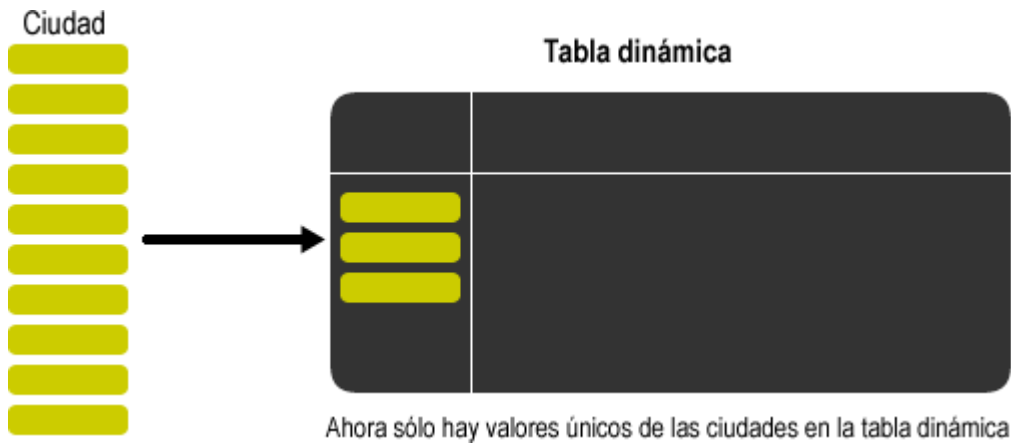 Ciudad
Tabla dinámica
Ahora sólo hay valores únicos de las ciudades en la tabla dinámica